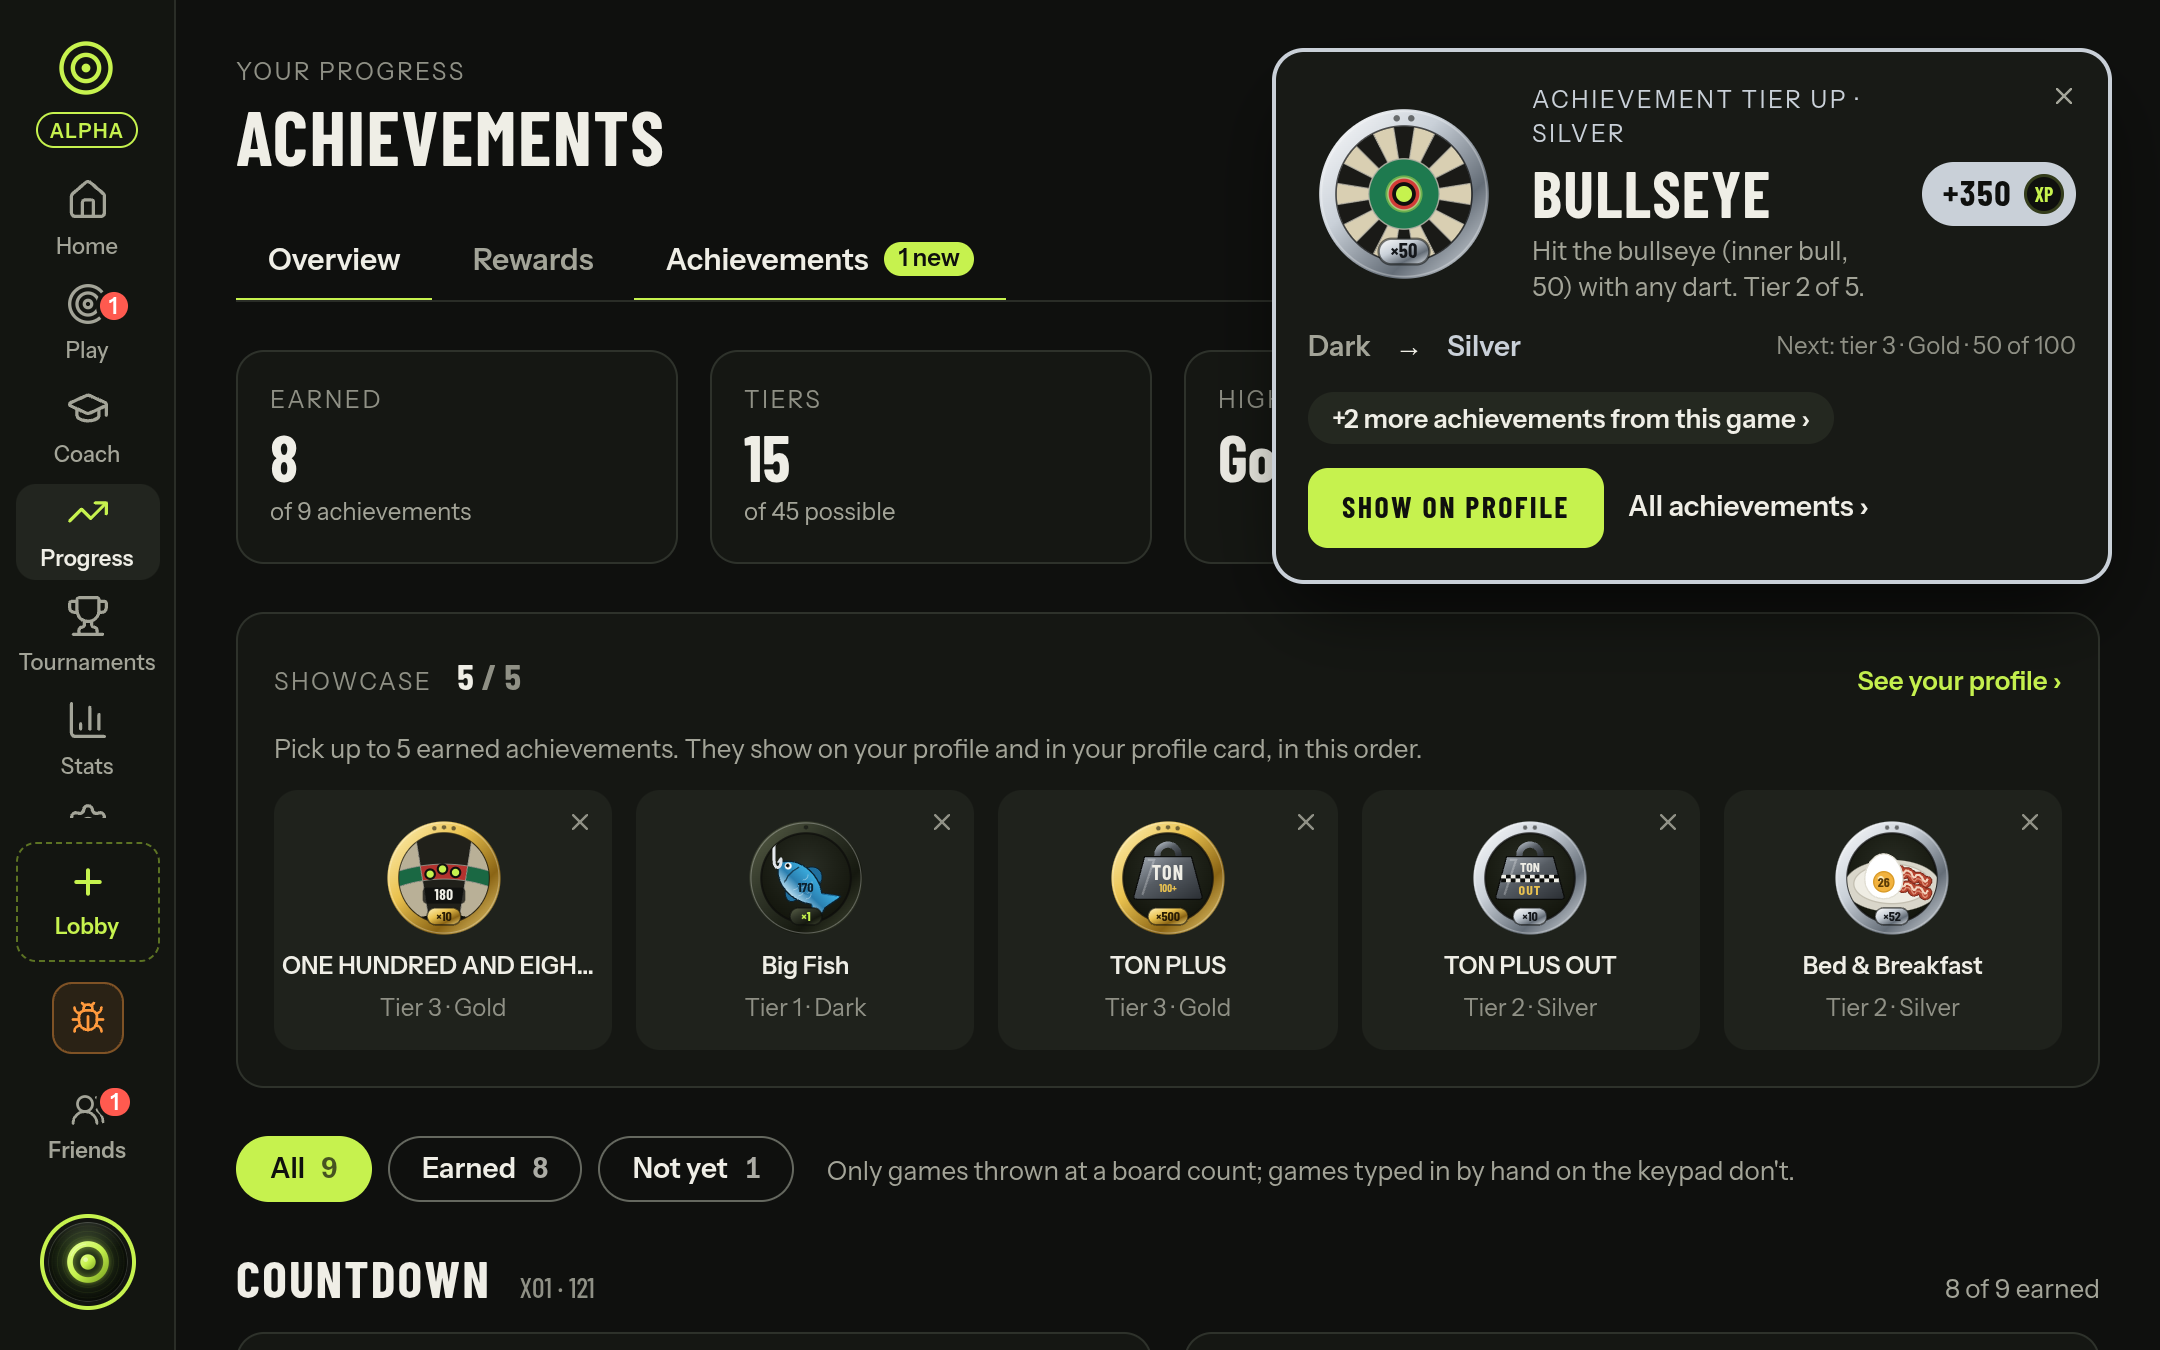 ALPHA
Home
1
Play
Coach
Progress
Tournaments
Stats
Lobby
1
Friends
YOUR PROGRESS
ACHIEVEMENTS
Overview
Rewards
Achievements 1 new
EARNED
8
of 9 achievements
TIERS
15
of 45 possible
HIGH
Go
ACHIEVEMENT TIER UP ·
SILVER
BULLSEYE
+350 XP
×50
Hit the bullseye (inner bull,
50) with any dart. Tier 2 of 5.
Dark → Silver
Next: tier 3 · Gold · 50 of 100
+2 more achievements from this game ›
SHOW ON PROFILE
All achievements ›
SHOWCASE 5 / 5
See your profile ›
Pick up to 5 earned achievements. They show on your profile and in your profile card, in this order.
180
×10
ONE HUNDRED AND EIGH...
Tier 3 · Gold
170
×1
Big Fish
Tier 1 · Dark
TON
100+
×500
TON PLUS
Tier 3 · Gold
TON
OUT
×10
TON PLUS OUT
Tier 2 · Silver
26
×52
Bed & Breakfast
Tier 2 · Silver
All 9
Earned 8
Not yet 1
Only games thrown at a board count; games typed in by hand on the keypad don't.
COUNTDOWN X01 · 121
8 of 9 earned